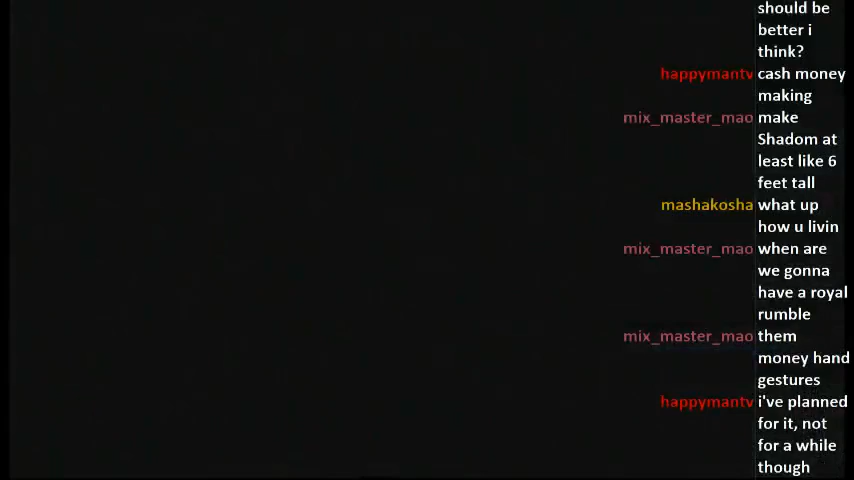 should be
better i
think?
happymantv cash money
making
mix_master_mao make
Shadom at
least like 6
feet tall
mashakosha what up
how u livin
mix_master_mao when are
we gonna
have a royal
rumble
mix_master_mao them
money hand
gestures
happymantv i've planned
for it, not
for a while
though